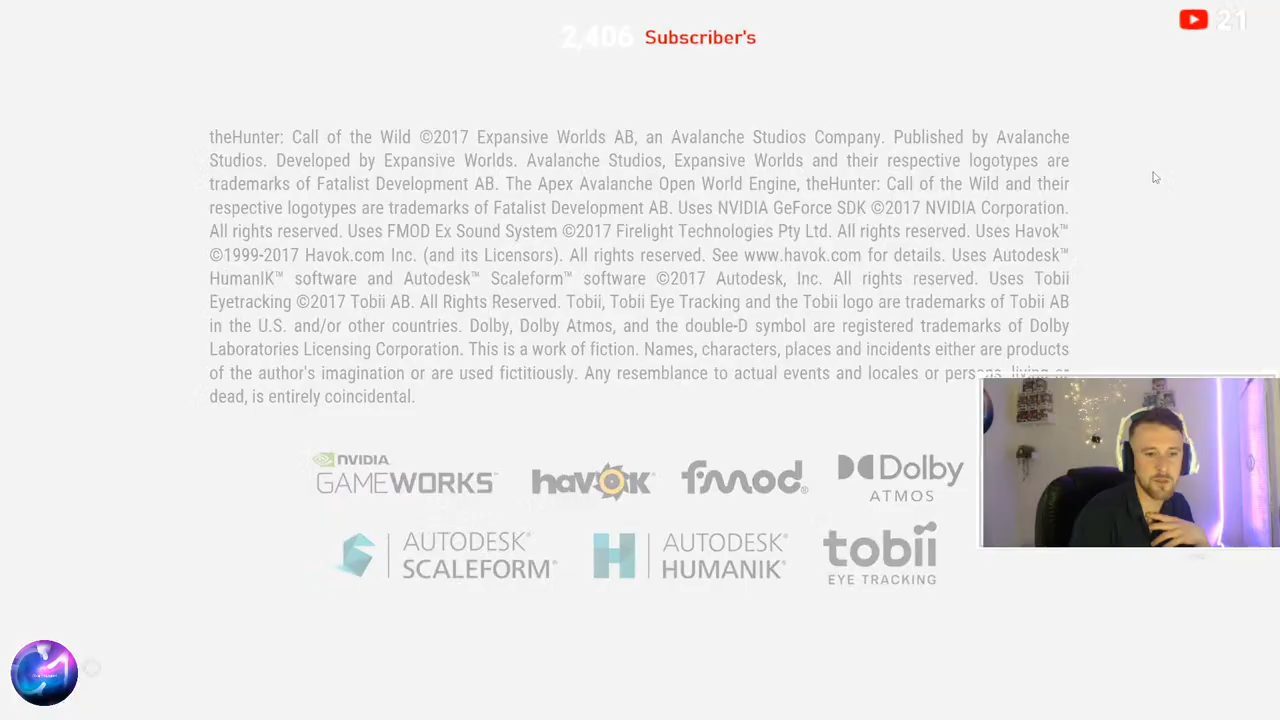 2,406 Subscriber's
21
theHunter: Call of the Wild ©2017 Expansive Worlds AB, an Avalanche Studios Company. Published by Avalanche
Studios. Developed by Expansive Worlds. Avalanche Studios, Expansive Worlds and their respective logotypes are
trademarks of Fatalist Development AB. The Apex Avalanche Open World Engine, theHunter: Call of the Wild and their
respective logotypes are trademarks of Fatalist Development AB. Uses NVIDIA GeForce SDK ©2017 NVIDIA Corporation.
All rights reserved. Uses FMOD Ex Sound System ©2017 Firelight Technologies Pty Ltd. All rights reserved. Uses Havok™
©1999-2017 Havok.com Inc. (and its Licensors). All rights reserved. See www.havok.com for details. Uses Autodesk™
HumanIK™ software and Autodesk™ Scaleform™ software ©2017 Autodesk, Inc. All rights reserved. Uses Tobii
Eyetracking ©2017 Tobii AB. All Rights Reserved. Tobii, Tobii Eye Tracking and the Tobii logo are trademarks of Tobii AB
in the U.S. and/or other countries. Dolby, Dolby Atmos, and the double-D symbol are registered trademarks of Dolby
Laboratories Licensing Corporation. This is a work of fiction. Names, characters, places and incidents either are products
of the author's imagination or are used fictitiously. Any resemblance to actual events and locales or persons, living or
dead, is entirely coincidental.
NVIDIA
GAMEWORKS™
havok®
fmod®
Dolby
ATMOS
AUTODESK®
SCALEFORM®
AUTODESK®
HUMANIK®
tobii
EYE TRACKING